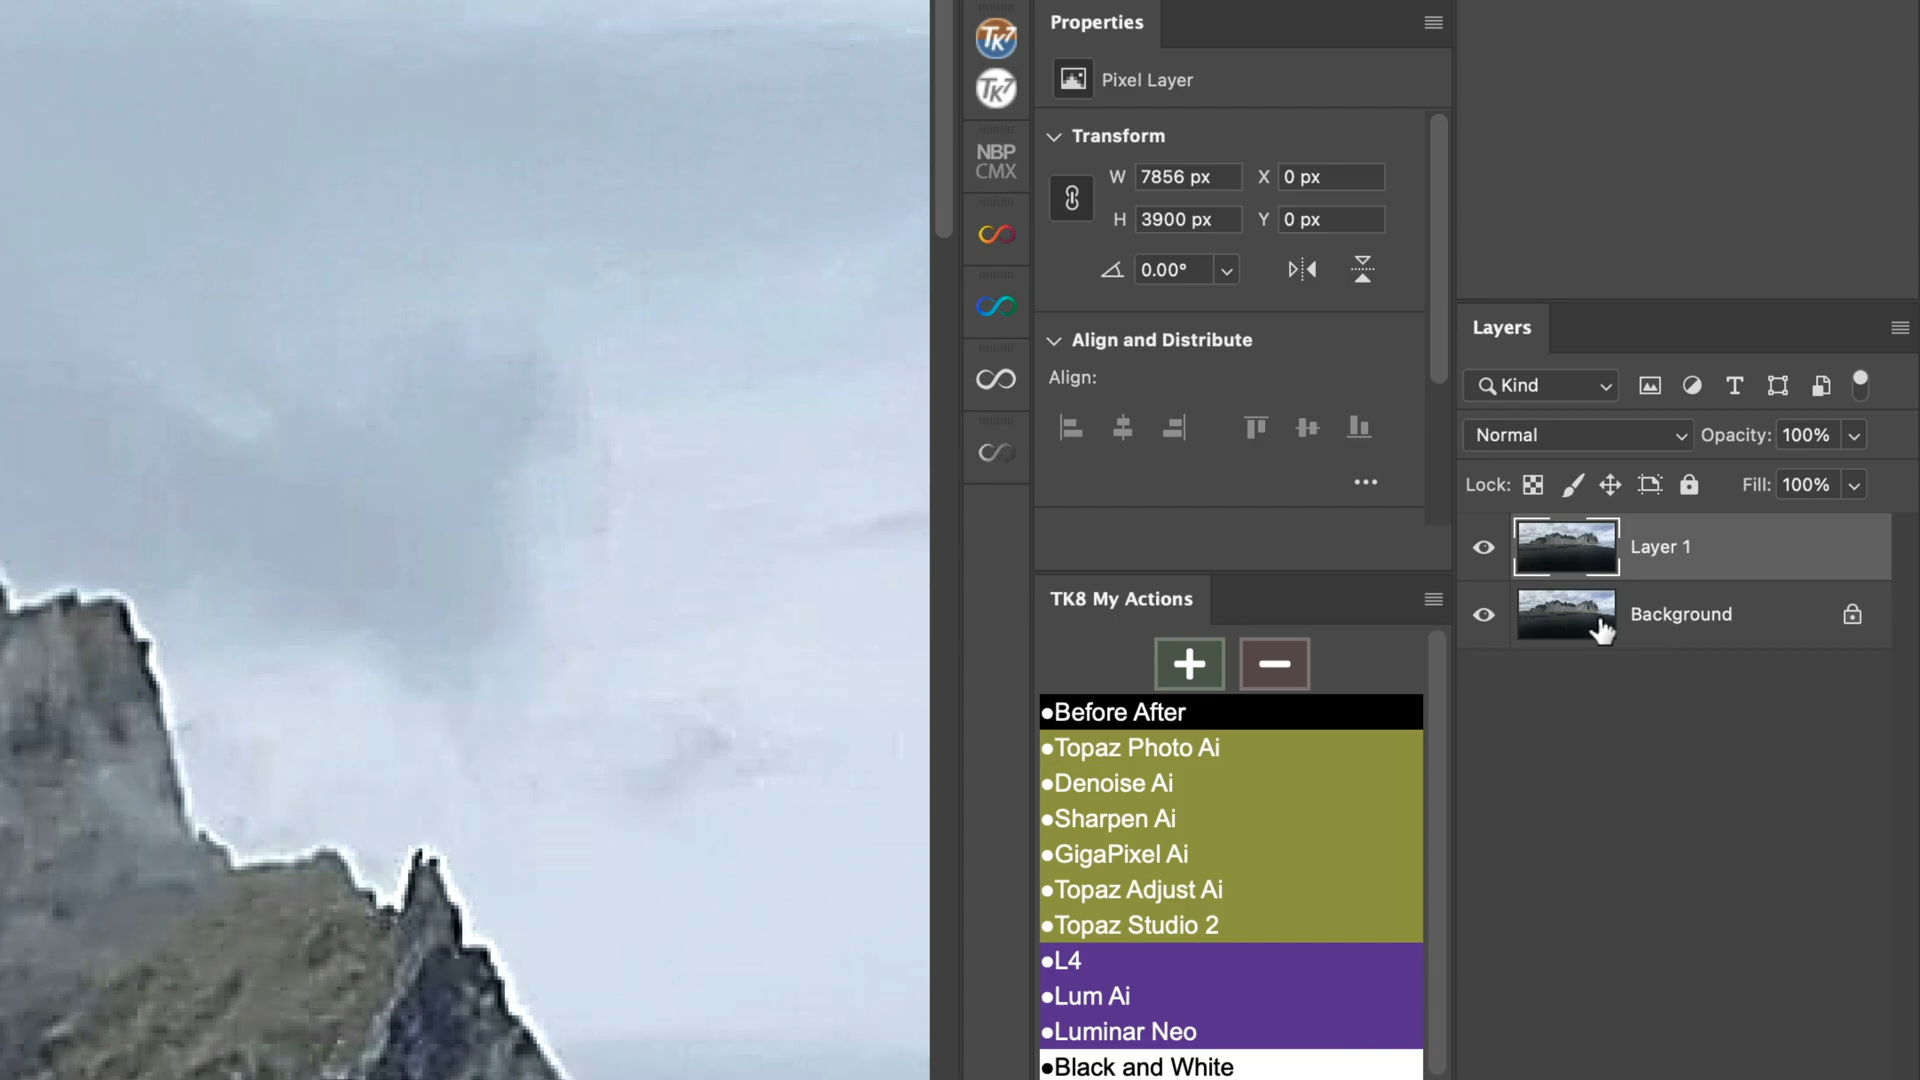 TK7
TK7
NBP
CMX
Properties
Pixel Layer
Transform
W 7856 px X 0 px
H 3900 px Y 0 px
0.00°
Align and Distribute
Align:
TK8 My Actions
●Before After
●Topaz Photo Ai
●Denoise Ai
●Sharpen Ai
●GigaPixel Ai
●Topaz Adjust Ai
●Topaz Studio 2
●L4
●Lum Ai
●Luminar Neo
●Black and White
Layers
Kind
Normal Opacity: 100%
Lock: Fill: 100%
Layer 1
Background